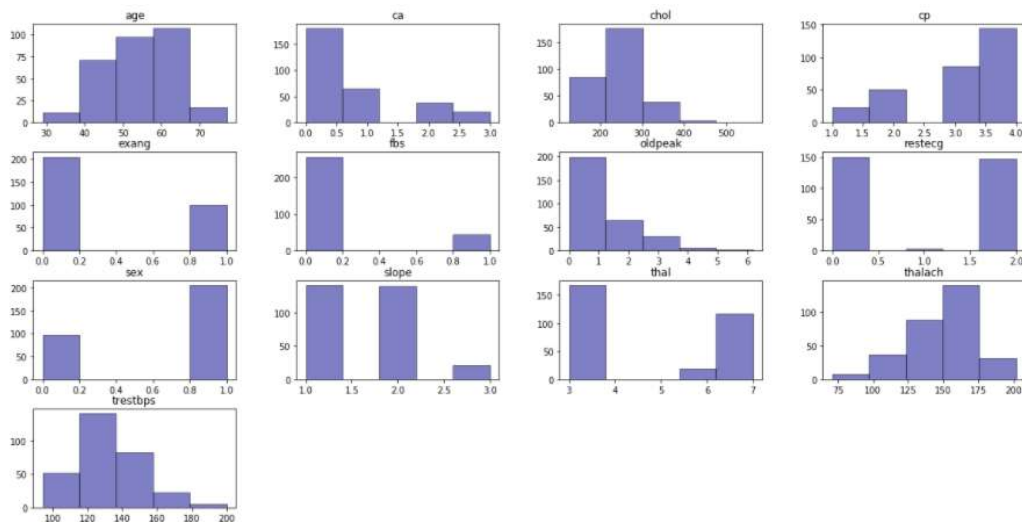 age ca chol cp
100 150 150 150
75 100 100 100
50 50 50 50
25
0 0 0 0
30 40 50 60 70 0.0 0.5 1.0 1.5 2.0 2.5 3.0 200 300 400 500 1.0 1.5 2.0 2.5 3.0 3.5 4.0
exang fbs oldpeak restecg
200 200 200 150
150 150 100
100 100 100 50
50 50
0 0 0 0
0.0 0.2 0.4 0.6 0.8 1.0 0.0 0.2 0.4 0.6 0.8 1.0 0 1 2 3 4 5 6 0.0 0.5 1.0 1.5 2.0
sex slope thal thalach
200 150
150 100 100 100
100 50 50 50
50
0 0 0 0
0.0 0.2 0.4 0.6 0.8 1.0 1.0 1.5 2.0 2.5 3.0 3 4 5 6 7 75 100 125 150 175 200
trestbps
100
50
0
100 120 140 160 180 200